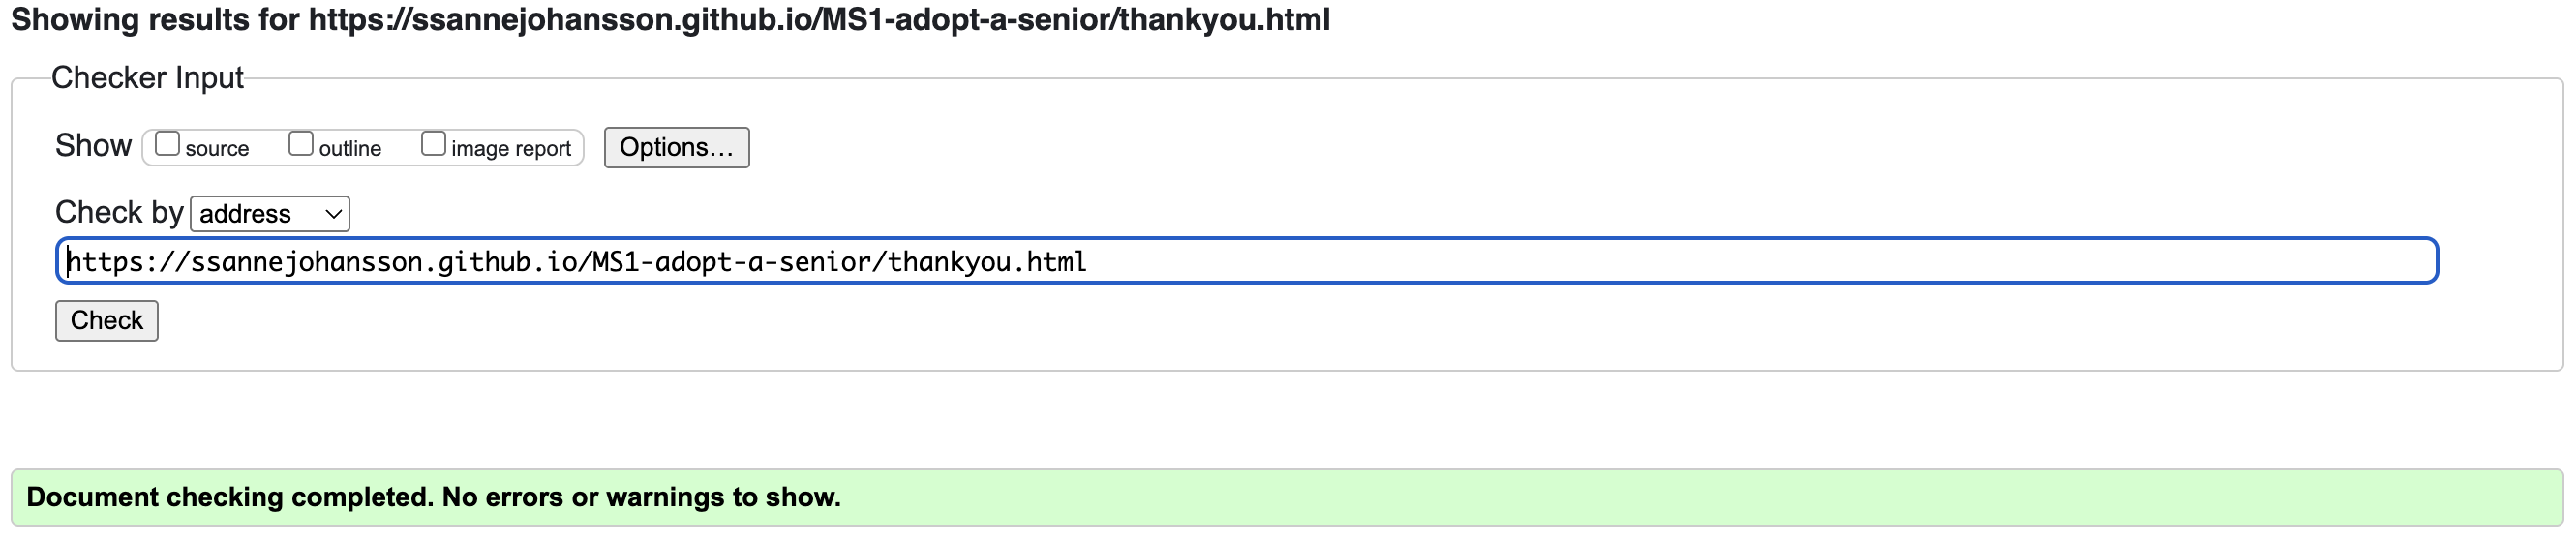 Showing results for https://ssannejohansson.github.io/MS1-adopt-a-senior/thankyou.html
Checker Input
Show source outline image report Options...
Check by address
https://ssannejohansson.github.io/MS1-adopt-a-senior/thankyou.html
Check
Document checking completed. No errors or warnings to show.